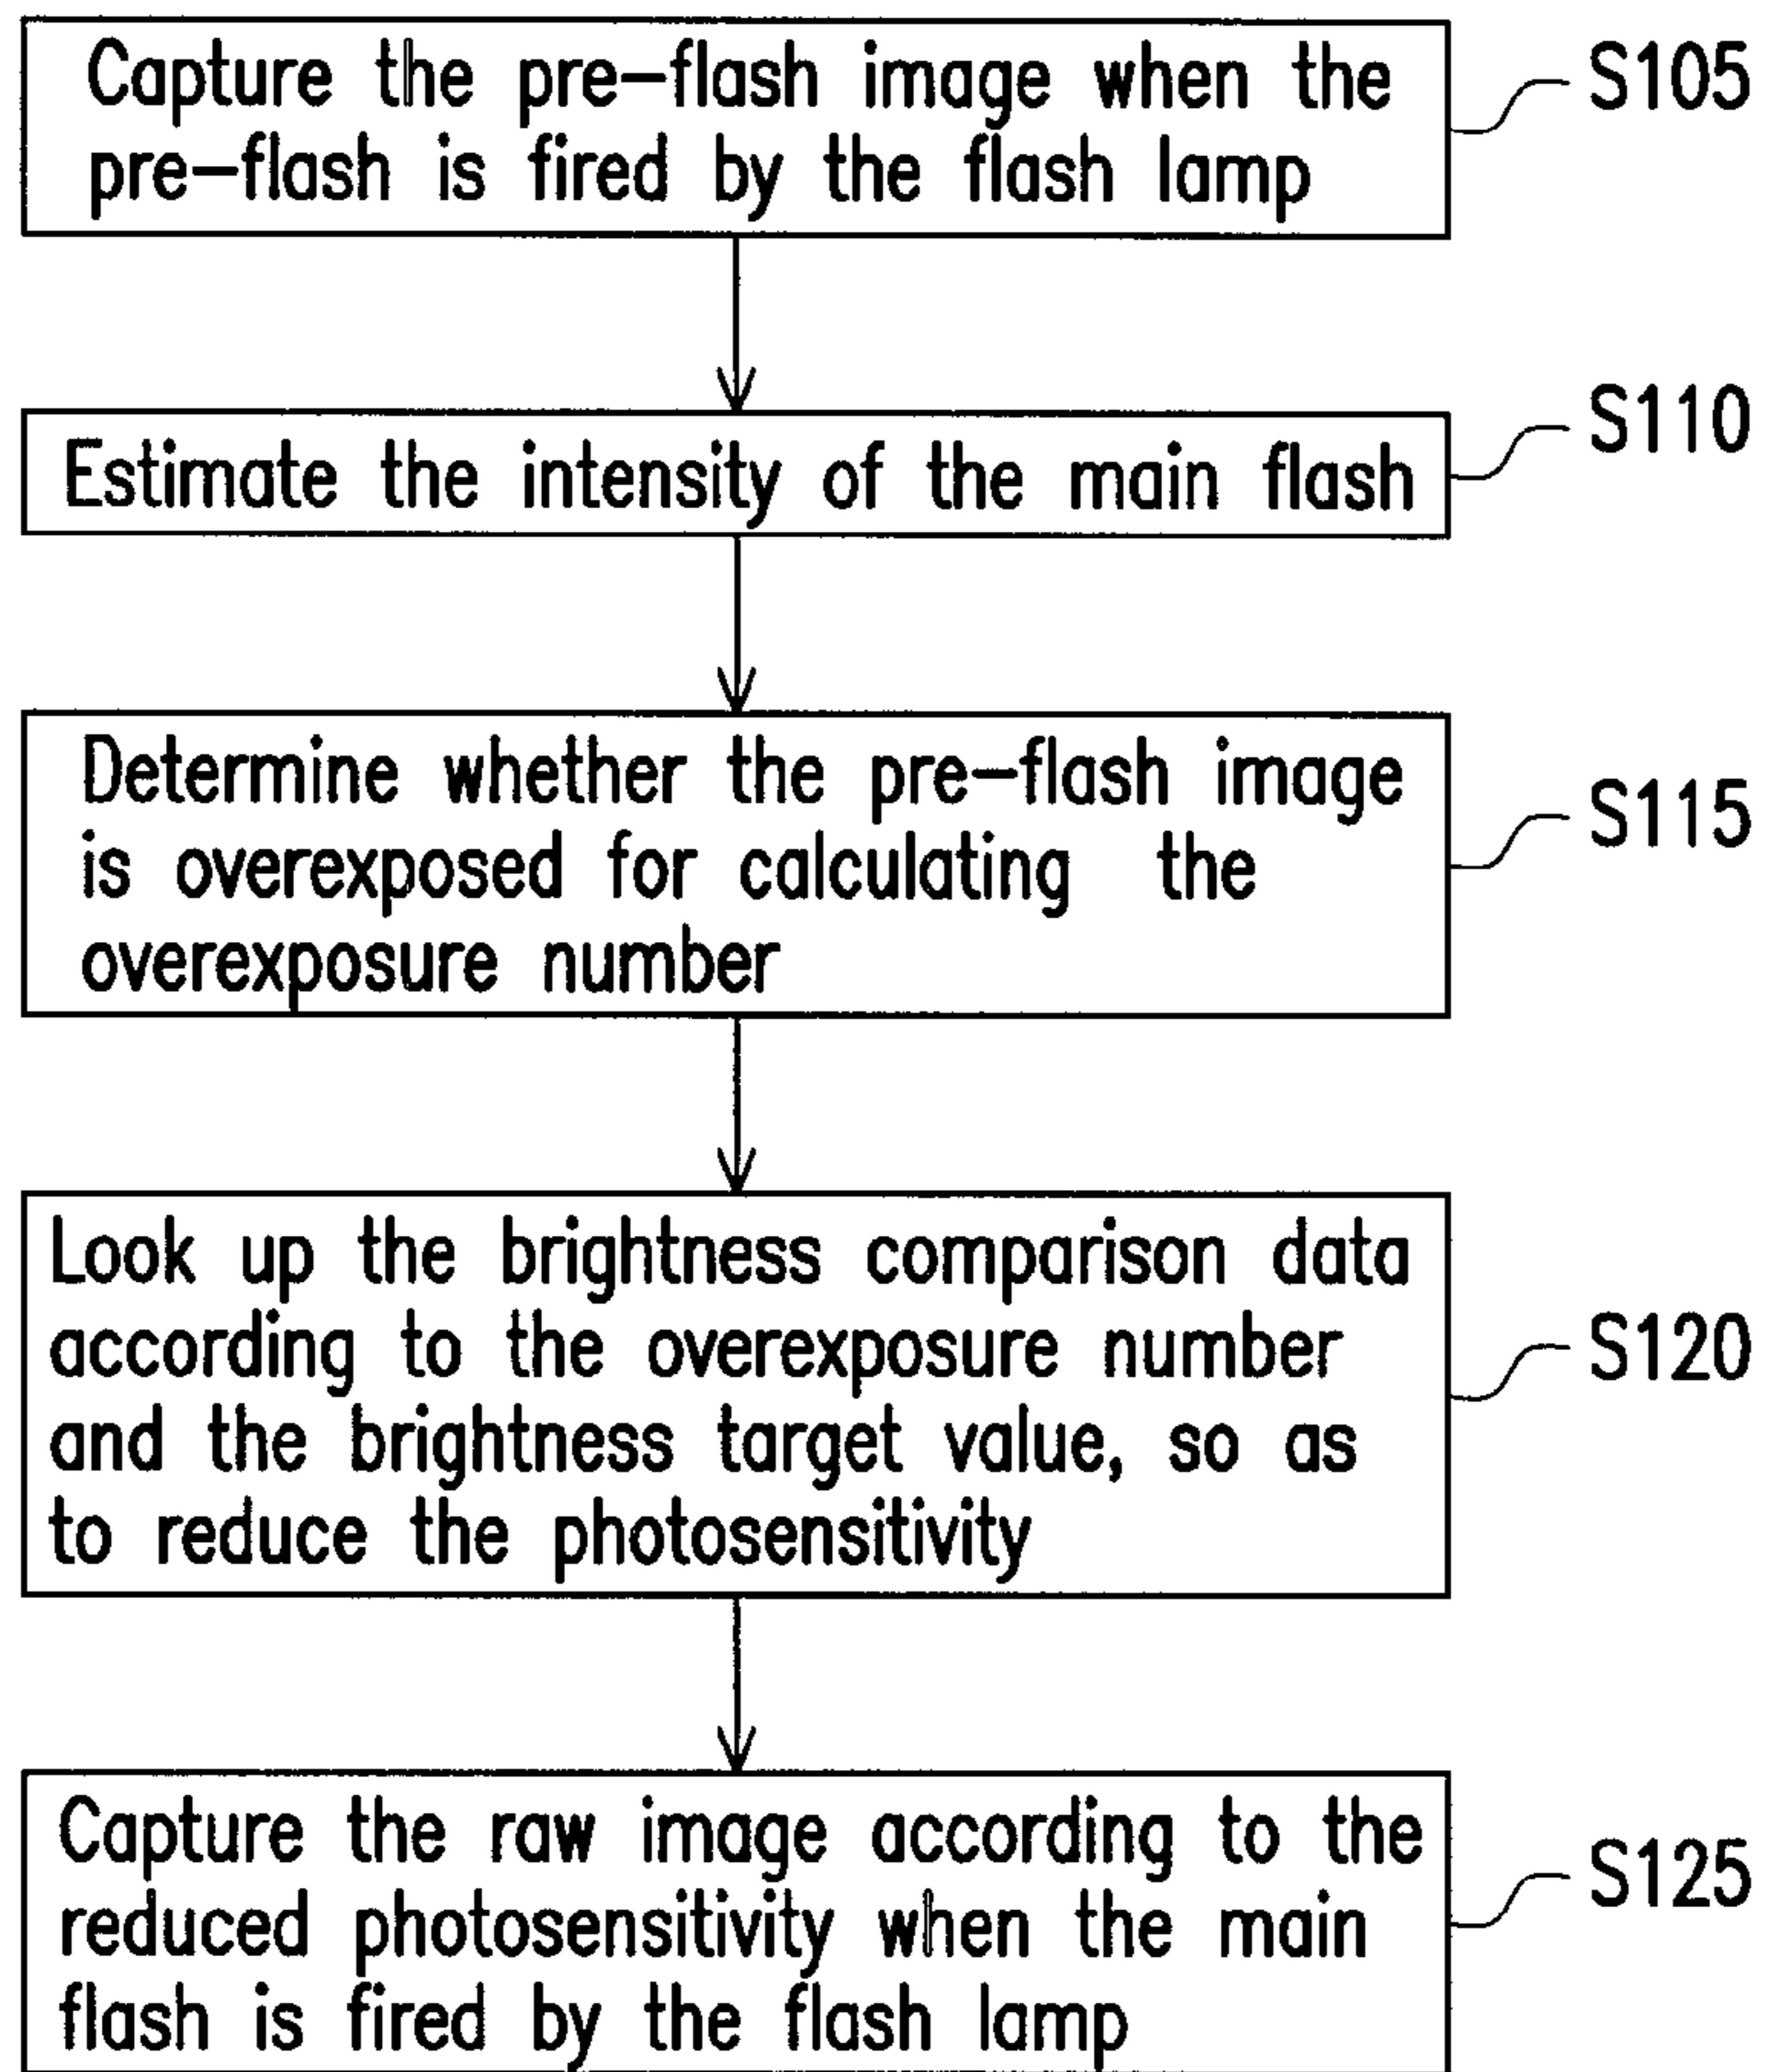 Capture the pre-flash image when the
pre-flash is fired by the flash lamp
S105
Estimate the intensity of the main flash
S110
Determine whether the pre-flash image
is overexposed for calculating the
overexposure number
S115
Look up the brightness comparison data
according to the overexposure number
and the brightness target value, so as
to reduce the photosensitivity
S120
Capture the raw image according to the
reduced photosensitivity when the main
flash is fired by the flash lamp
S125